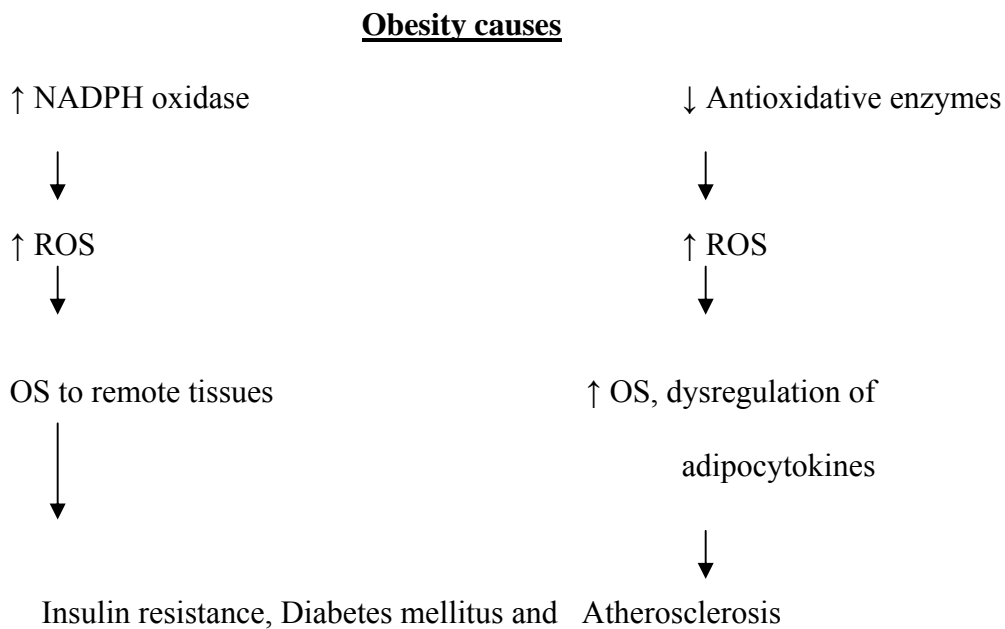 Obesity causes
↑ NADPH oxidase ↓ Antioxidative enzymes
↑ ROS ↑ ROS
OS to remote tissues ↑ OS, dysregulation of
adipocytokines
Insulin resistance, Diabetes mellitus and Atherosclerosis